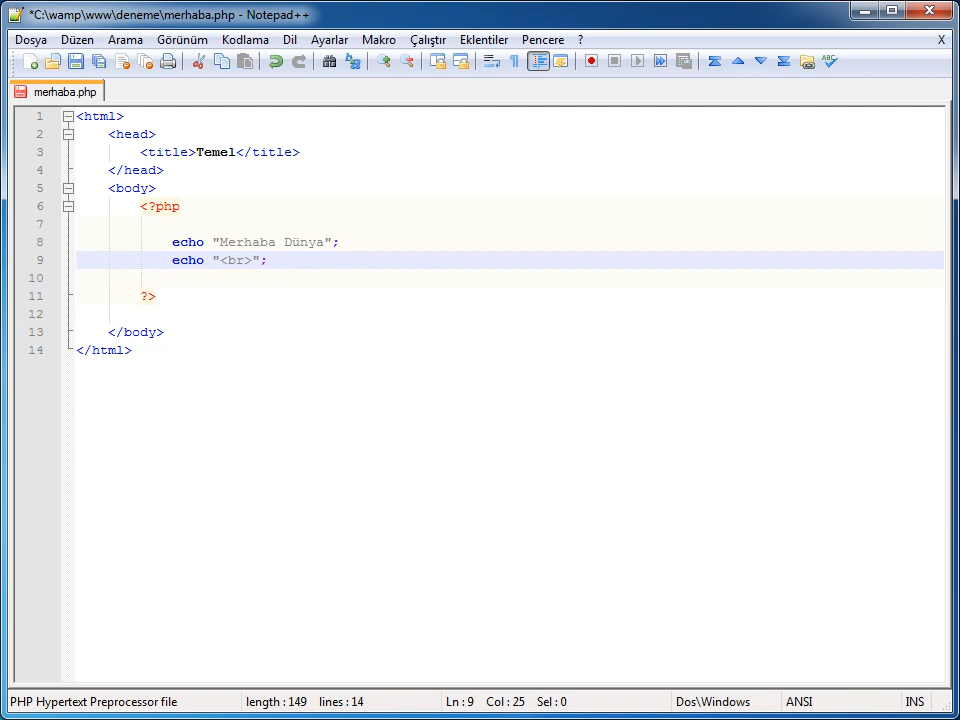 *C:\wamp\www\deneme\merhaba.php - Notepad++
Dosya Düzen Arama Görünüm Kodlama Dil Ayarlar Makro Çalıştır Eklentiler Pencere ? X
merhaba.php
1 <html>
2 <head>
3 <title>Temel</title>
4 </head>
5 <body>
6 <?php
7
8 echo "Merhaba Dünya";
9 echo "<br>";
10
11 ?>
12
13 </body>
14 </html>
PHP Hypertext Preprocessor file length : 149 lines : 14 Ln : 9 Col : 25 Sel : 0 Dos\Windows ANSI INS